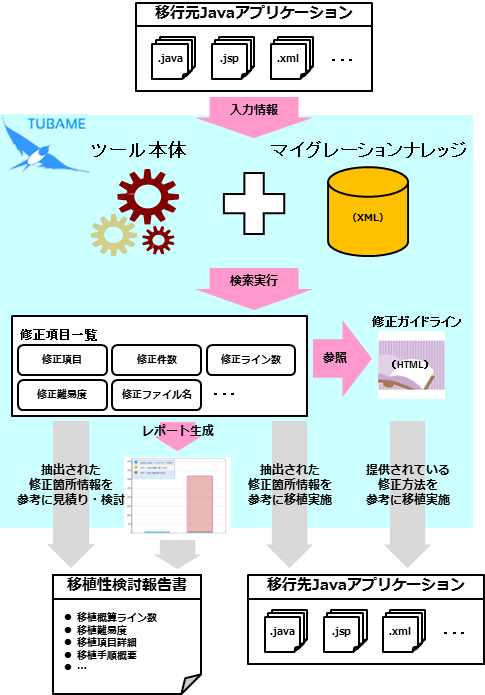 移行元Javaアプリケーション
.java
.jsp
.xml
・・・
入力情報
TUBAME
ツール本体
マイグレーションナレッジ
(XML)
検索実行
修正項目一覧
修正項目
修正件数
修正ライン数
修正難易度
修正ファイル名
・・・
参照
修正ガイドライン
(HTML)
レポート生成
抽出された
修正箇所情報を
参考に見積り・検討
抽出された
修正箇所情報を
参考に移植実施
提供されている
修正方法を
参考に移植実施
移植性検討報告書
● 移植概算ライン数
● 移植難易度
● 移植項目詳細
● 移植手順概要
● …
移行先Javaアプリケーション
.java
.jsp
.xml
・・・